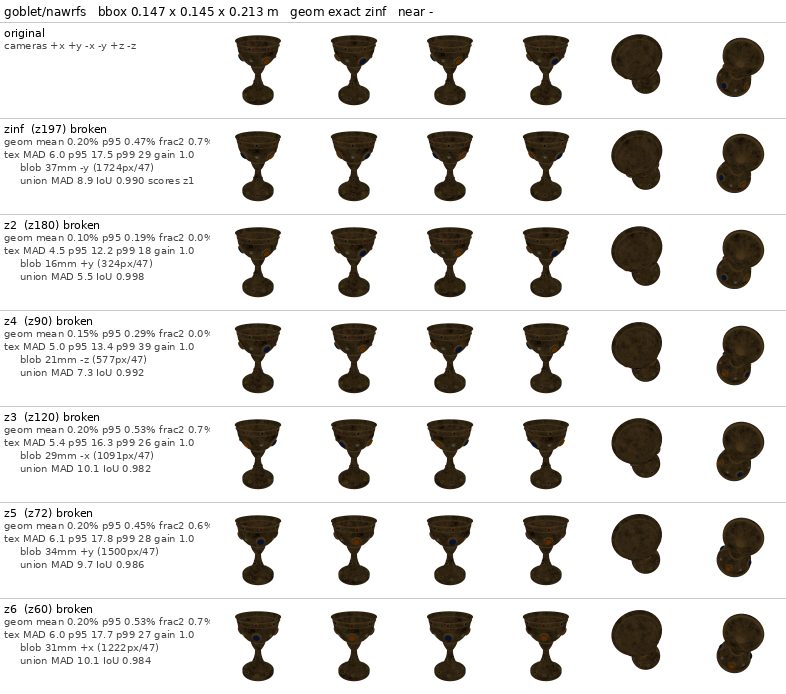 goblet/nawrfs   bbox 0.147 x 0.145 x 0.213 m   geom exact zinf   near -
original
cameras +x +y -x -y +z -z
zinf  (z197) broken
geom mean 0.20% p95 0.47% frac2 0.7%
tex MAD 6.0 p95 17.5 p99 29 gain 1.0
blob 37mm -y (1724px/47)
union MAD 8.9 IoU 0.990 scores z1
z2  (z180) broken
geom mean 0.10% p95 0.19% frac2 0.0%
tex MAD 4.5 p95 12.2 p99 18 gain 1.0
blob 16mm +y (324px/47)
union MAD 5.5 IoU 0.998
z4  (z90) broken
geom mean 0.15% p95 0.29% frac2 0.0%
tex MAD 5.0 p95 13.4 p99 39 gain 1.0
blob 21mm -z (577px/47)
union MAD 7.3 IoU 0.992
z3  (z120) broken
geom mean 0.20% p95 0.53% frac2 0.7%
tex MAD 5.4 p95 16.3 p99 26 gain 1.0
blob 29mm -x (1091px/47)
union MAD 10.1 IoU 0.982
z5  (z72) broken
geom mean 0.20% p95 0.45% frac2 0.6%
tex MAD 6.1 p95 17.8 p99 28 gain 1.0
blob 34mm +y (1500px/47)
union MAD 9.7 IoU 0.986
z6  (z60) broken
geom mean 0.20% p95 0.53% frac2 0.7%
tex MAD 6.0 p95 17.7 p99 27 gain 1.0
blob 31mm +x (1222px/47)
union MAD 10.1 IoU 0.984